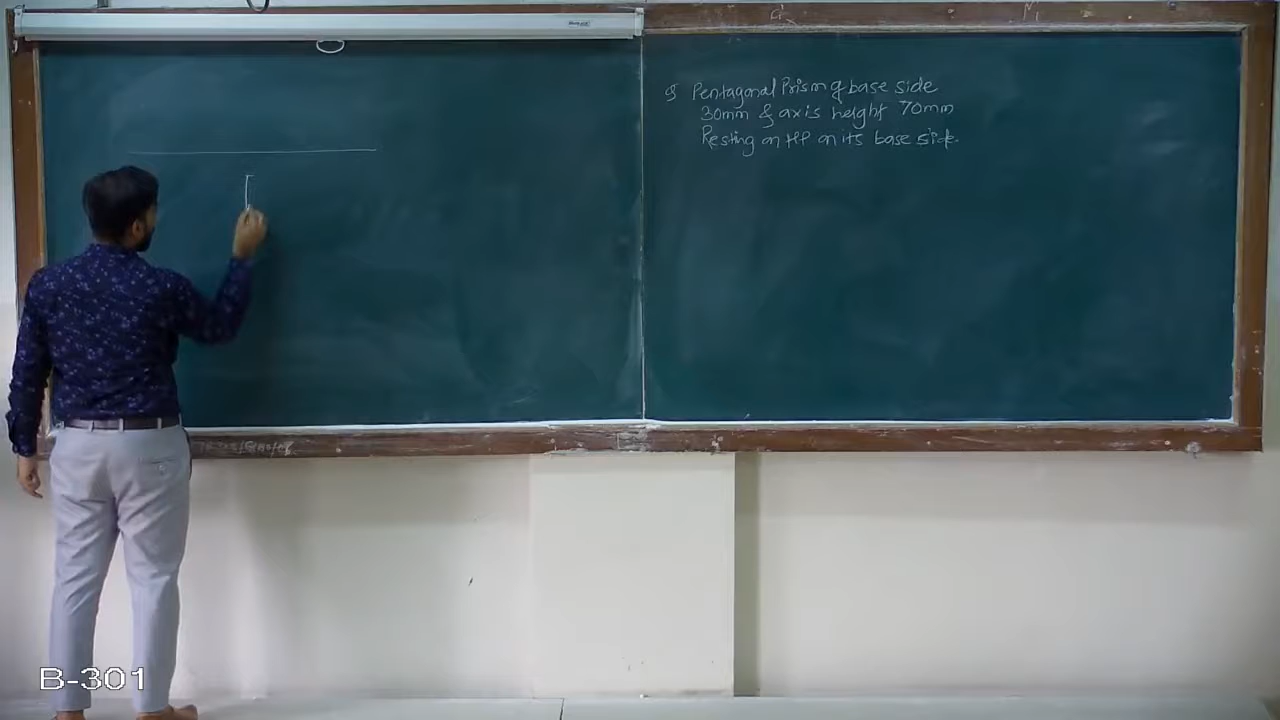 Q Pentagonal Prism of base side
30mm & axis height 70mm
Resting on HP on its base side.
B-301